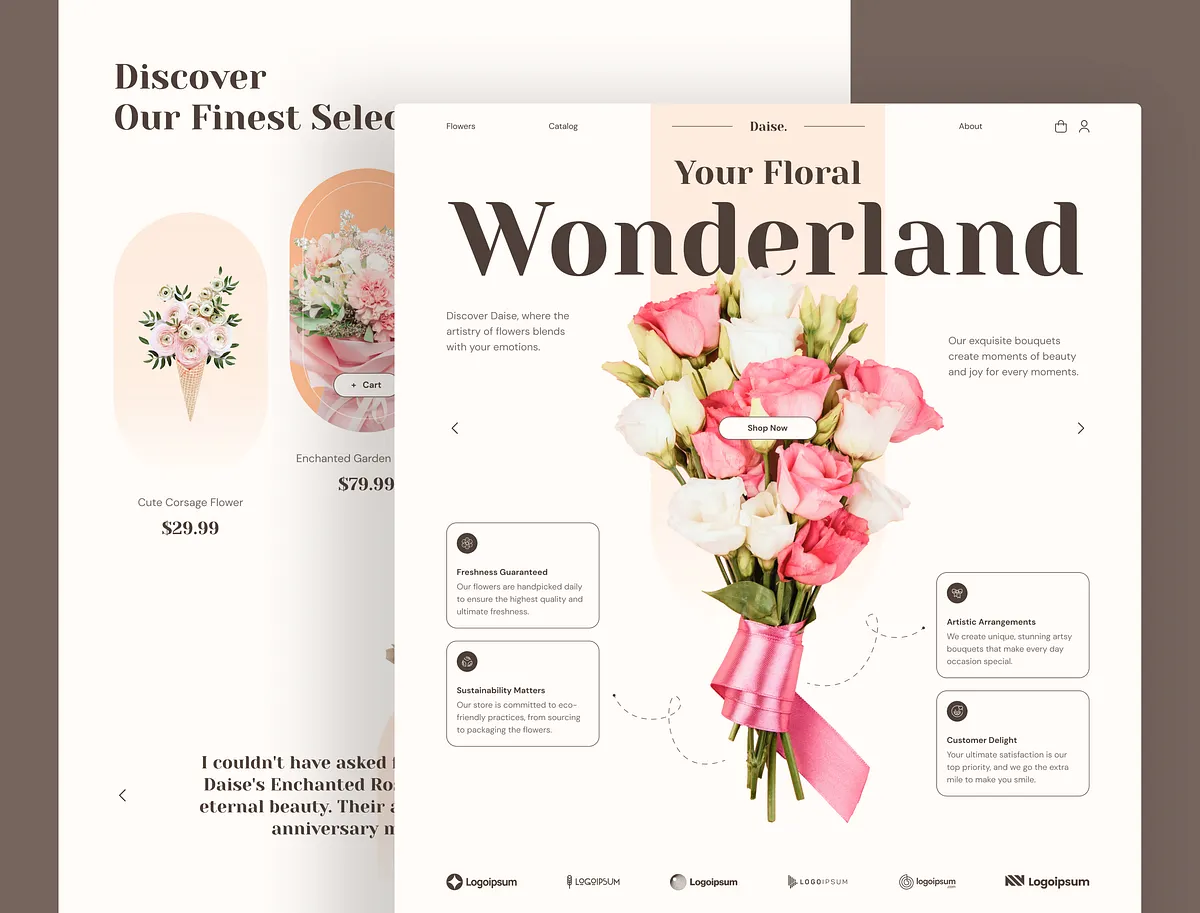 Discover
Our Finest Selec
+ Cart
Enchanted Garden
$79.99
Cute Corsage Flower
$29.99
I couldn't have asked f
Daise's Enchanted Ro
eternal beauty. Their a
anniversary m
Flowers
Catalog
Daise.
About
Your Floral
Wonderland
Discover Daise, where the
artistry of flowers blends
with your emotions.
Our exquisite bouquets
create moments of beauty
and joy for every moments.
Shop Now
Freshness Guaranteed
Our flowers are handpicked daily
to ensure the highest quality and
ultimate freshness.
Sustainability Matters
Our store is committed to eco-
friendly practices, from sourcing
to packaging the flowers.
Artistic Arrangements
We create unique, stunning artsy
bouquets that make every day
occasion special.
Customer Delight
Your ultimate satisfaction is our
top priority, and we go the extra
mile to make you smile.
Logoipsum
LOGOIPSUM
Logoipsum
LOGOIPSUM
logoipsum
.com
Logoipsum